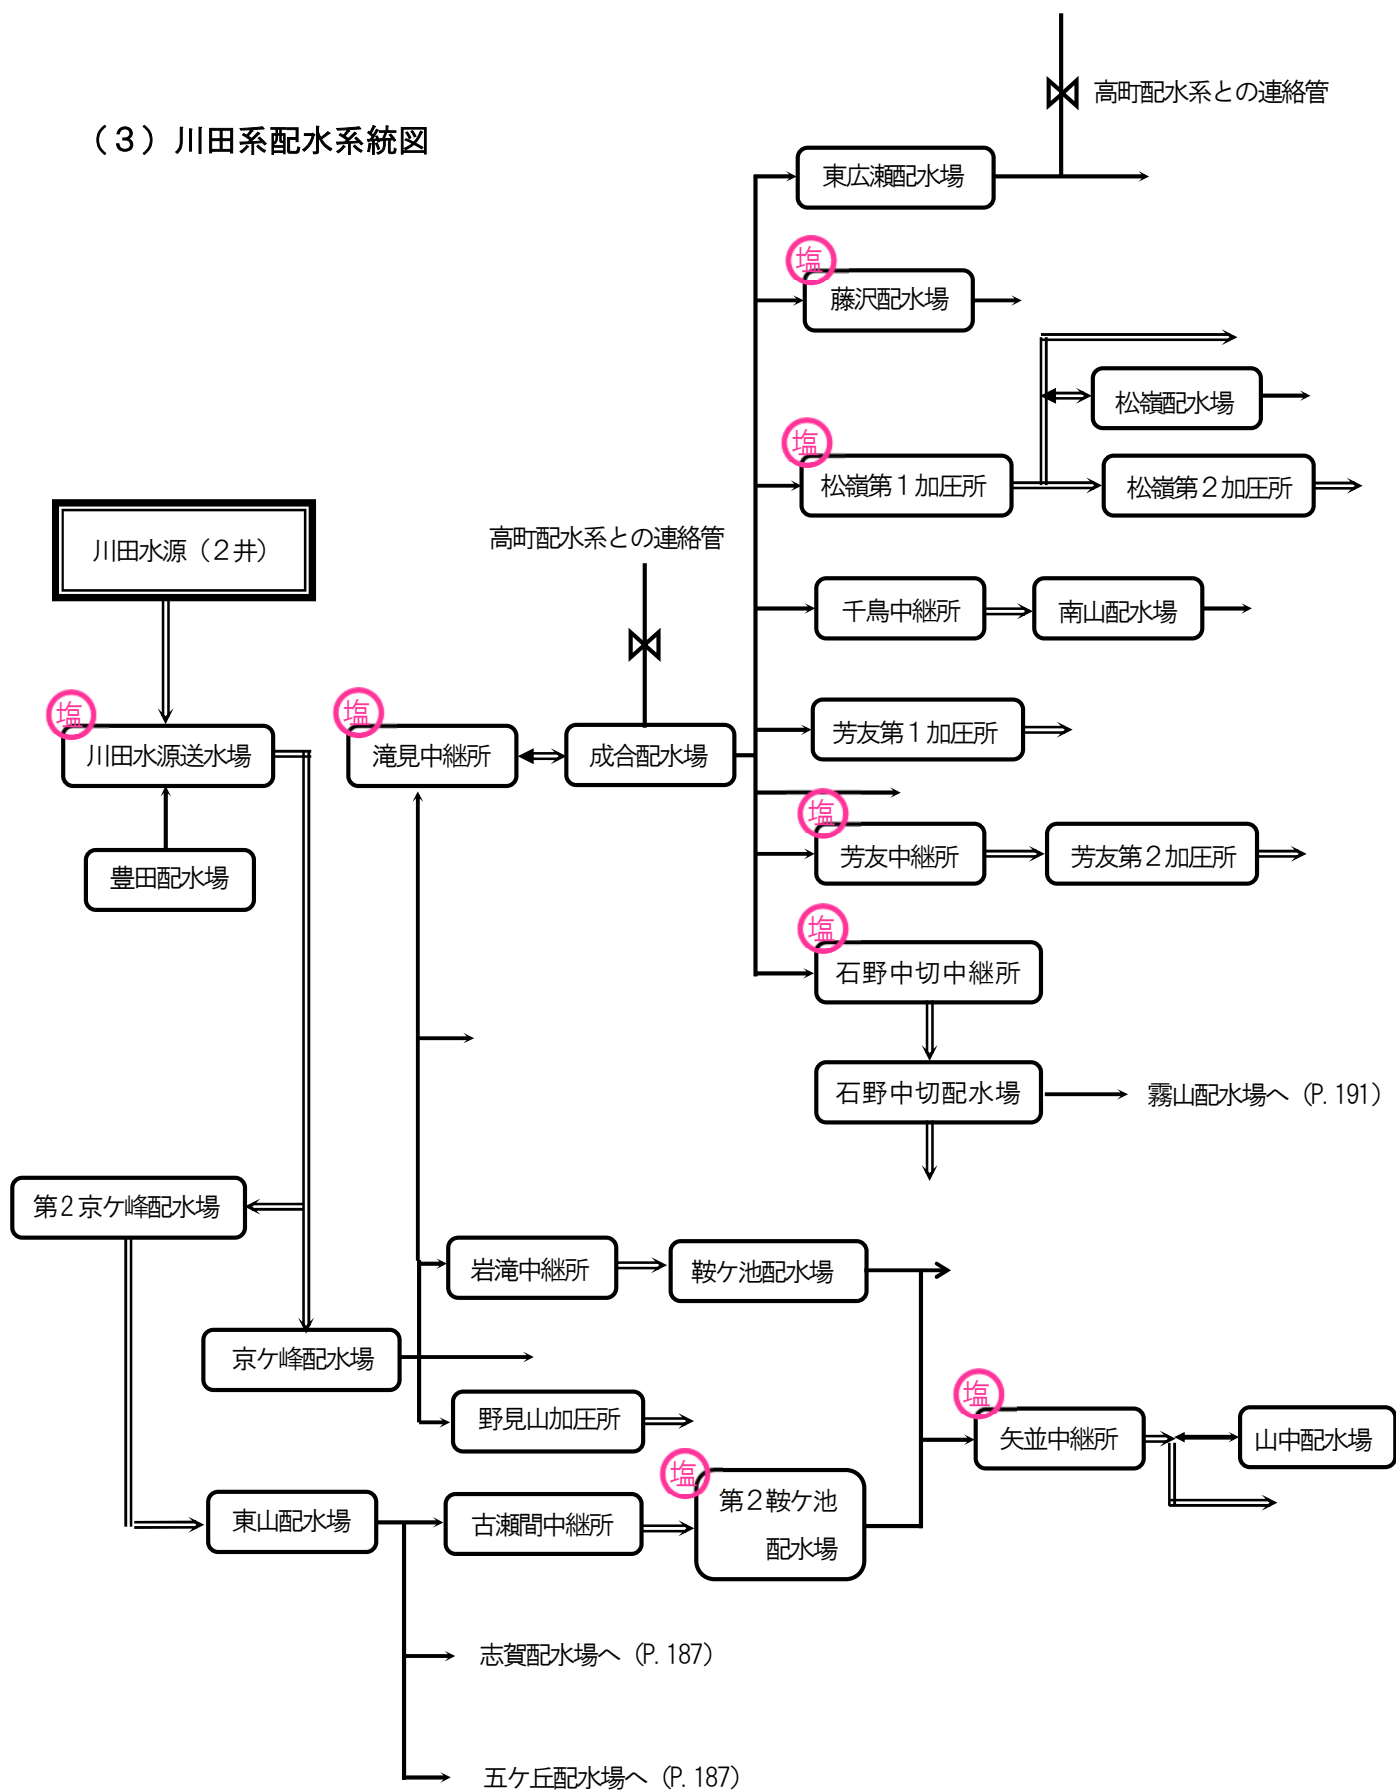 高町配水系との連絡管
（３）川田系配水系統図
東広瀬配水場
塩
藤沢配水場
松嶺配水場
塩
松嶺第１加圧所
松嶺第２加圧所
川田水源（２井）
高町配水系との連絡管
千鳥中継所
南山配水場
塩
川田水源送水場
塩
滝見中継所
成合配水場
芳友第１加圧所
塩
芳友中継所
芳友第２加圧所
豊田配水場
塩
石野中切中継所
石野中切配水場
霧山配水場へ（P.191）
第２京ケ峰配水場
岩滝中継所
鞍ケ池配水場
京ケ峰配水場
野見山加圧所
塩
矢並中継所
山中配水場
東山配水場
古瀬間中継所
塩
第２鞍ケ池
配水場
志賀配水場へ（P.187）
五ケ丘配水場へ（P.187）